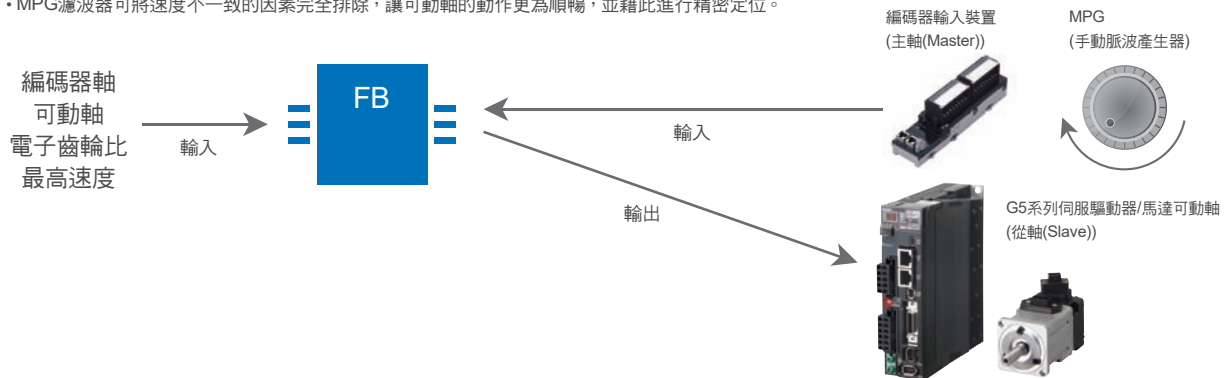 • MPG濾波器可將速度不一致的因素完全排除，讓可動軸的動作更為順暢，並藉此進行精密定位。
編碼器輸入裝置
(主軸(Master))
MPG
(手動脈波產生器)
編碼器軸
可動軸
電子齒輪比
最高速度
輸入
FB
輸入
輸出
G5系列伺服驅動器/馬達可動軸
(從軸(Slave))